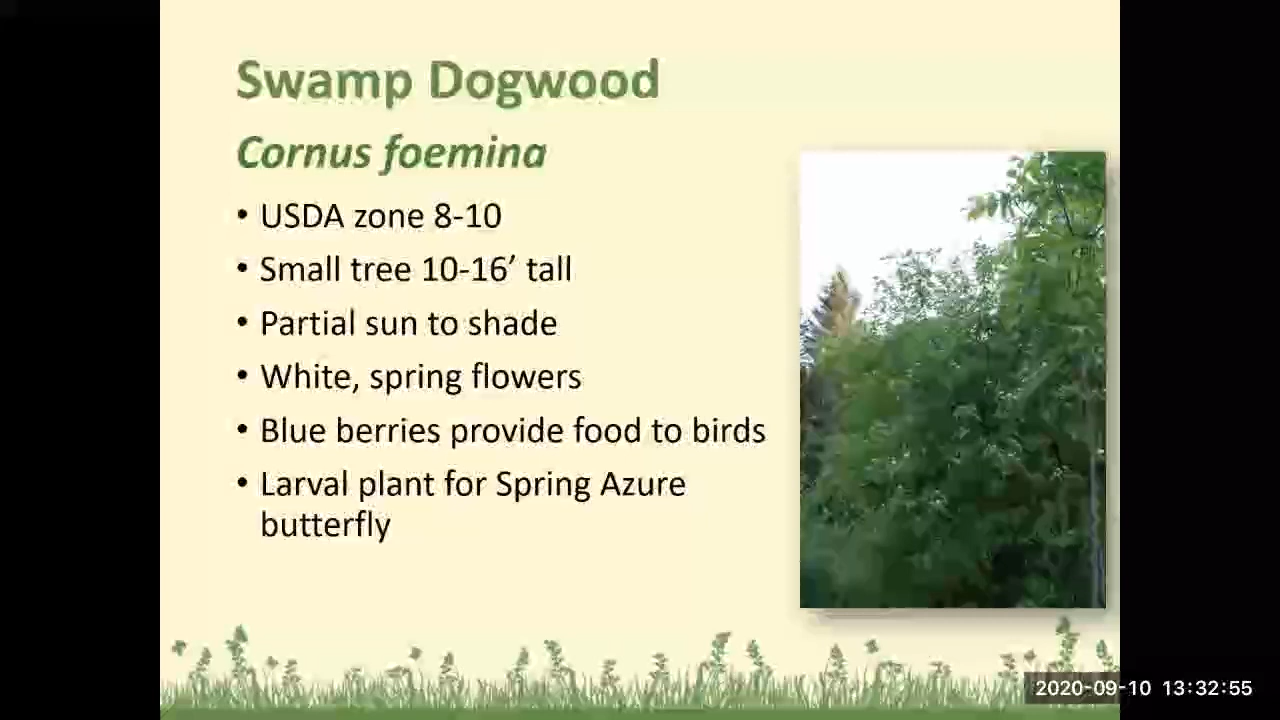 Swamp Dogwood
Cornus foemina
• USDA zone 8-10
• Small tree 10-16’ tall
• Partial sun to shade
• White, spring flowers
• Blue berries provide food to birds
• Larval plant for Spring Azure
butterfly
2020-09-10 13:32:55